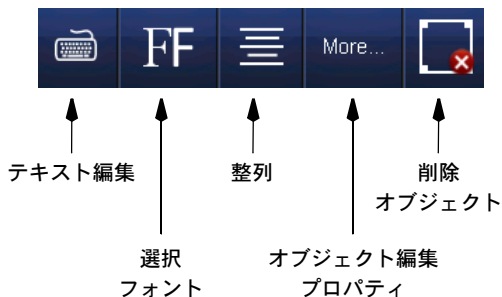 FF
More...
テキスト編集
整列
削除
オブジェクト
選択
フォント
オブジェクト編集
プロパティ